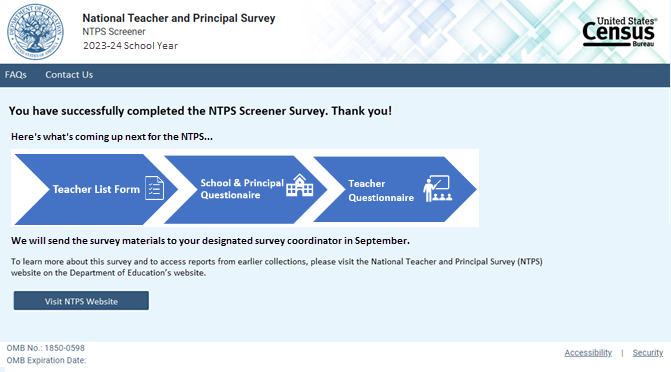 National Teacher and Principal Survey
NTPS Screener
2023-24 School Year
United States®
Census
Bureau
FAQs
Contact Us
You have successfully completed the NTPS Screener Survey. Thank you!
Here's what's coming up next for the NTPS...
Teacher List Form
School & Principal
Questionaire
Teacher
Questionnaire
We will send the survey materials to your designated survey coordinator in September.
To learn more about this survey and to access reports from earlier collections, please visit the National Teacher and Principal Survey (NTPS)
website on the Department of Education's website.
Visit NTPS Website
OMB No.: 1850-0598
OMB Expiration Date:
Accessibility | Security